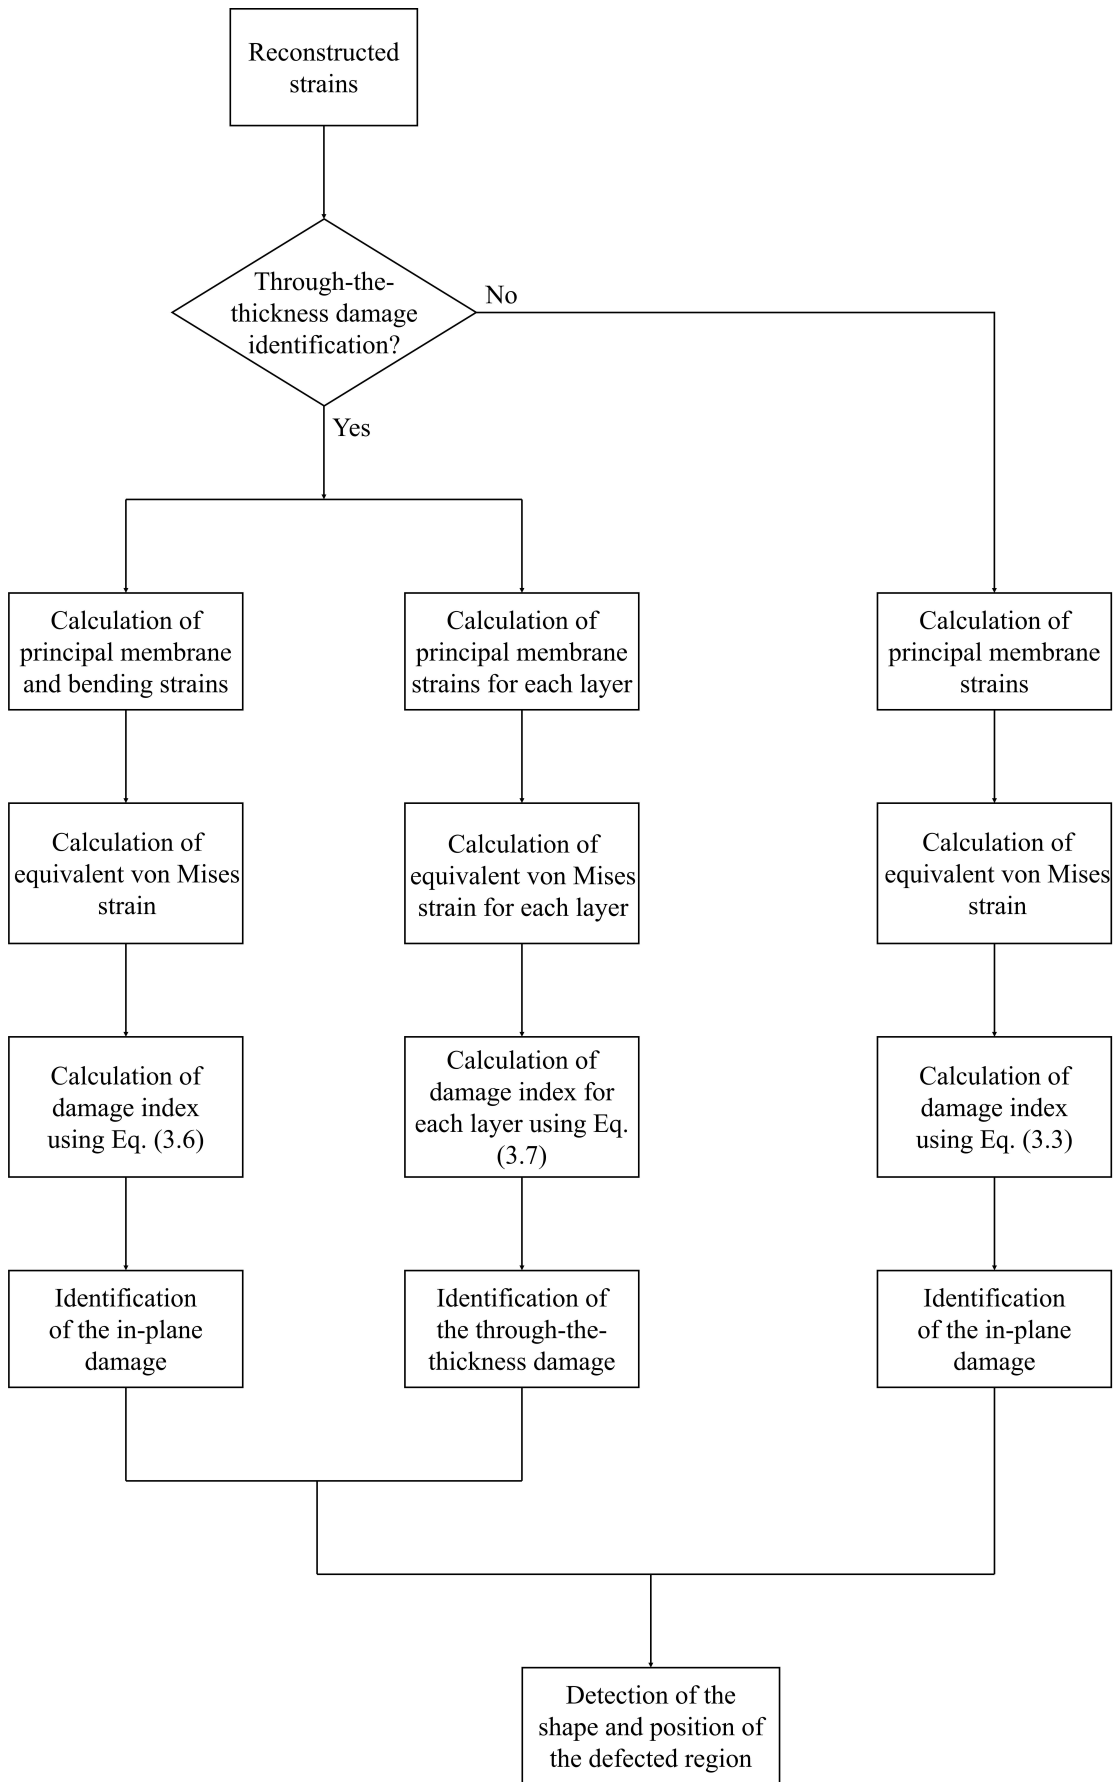 Reconstructed
strains
Through-the-
thickness damage
identification?
No
Yes
Calculation of
principal membrane
and bending strains
Calculation of
principal membrane
strains for each layer
Calculation of
principal membrane
strains
Calculation of
equivalent von Mises
strain
Calculation of
equivalent von Mises
strain for each layer
Calculation of
equivalent von Mises
strain
Calculation of
damage index
using Eq. (3.6)
Calculation of
damage index for
each layer using Eq.
(3.7)
Calculation of
damage index
using Eq. (3.3)
Identification
of the in-plane
damage
Identification of
the through-the-
thickness damage
Identification
of the in-plane
damage
Detection of the
shape and position of
the defected region